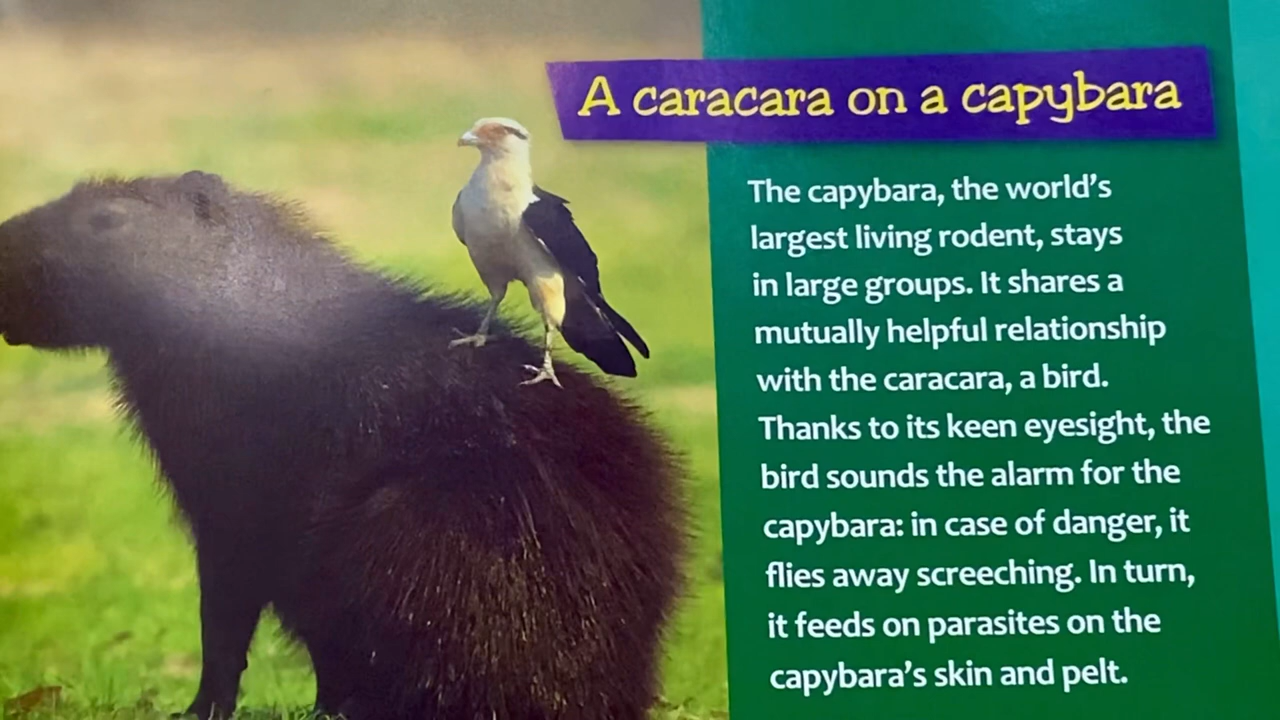 A caracara on a capybara
The capybara, the world's
largest living rodent, stays
in large groups. It shares a
mutually helpful relationship
with the caracara, a bird.
Thanks to its keen eyesight, the
bird sounds the alarm for the
capybara: in case of danger, it
flies away screeching. In turn,
it feeds on parasites on the
capybara's skin and pelt.